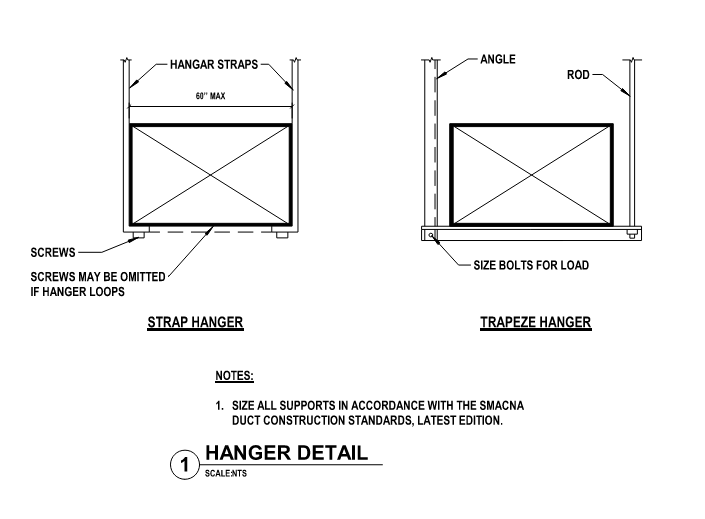 HANGAR STRAPS
60" MAX
SCREWS
SCREWS MAY BE OMITTED
IF HANGER LOOPS
STRAP HANGER
ANGLE
ROD
SIZE BOLTS FOR LOAD
TRAPEZE HANGER
NOTES:
1. SIZE ALL SUPPORTS IN ACCORDANCE WITH THE SMACNA
DUCT CONSTRUCTION STANDARDS, LATEST EDITION.
1 HANGER DETAIL
SCALE:NTS